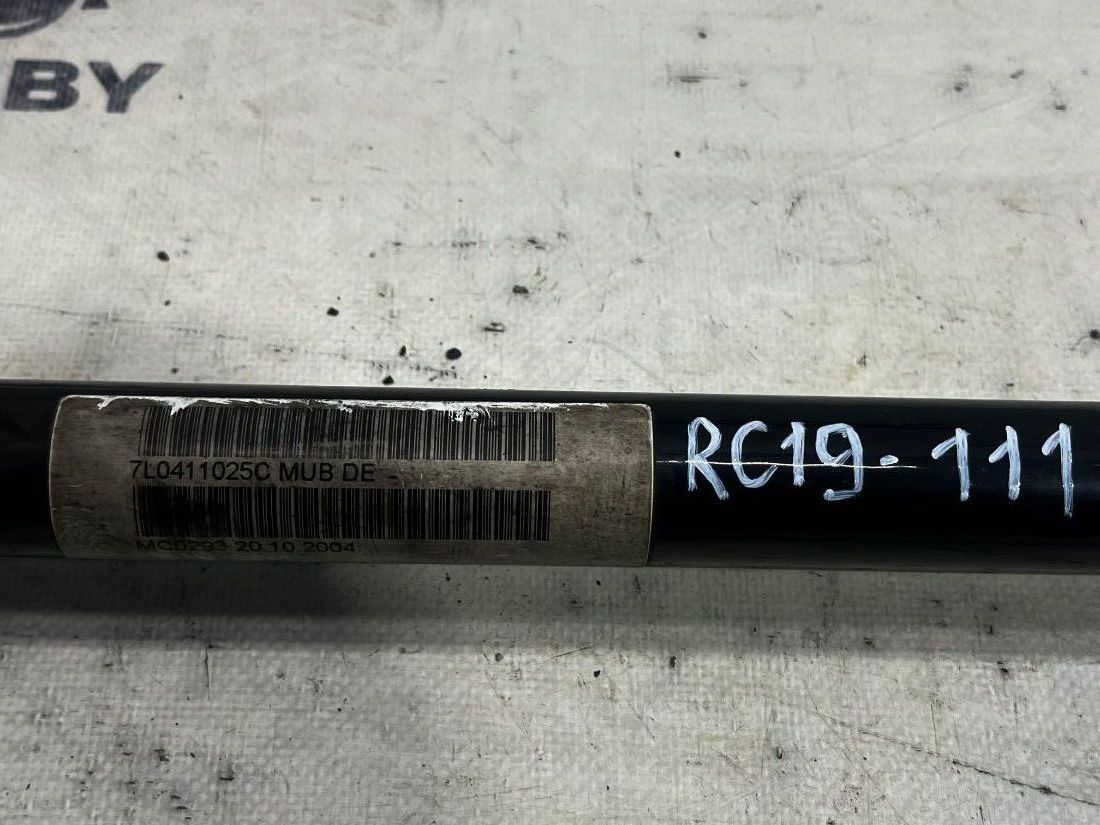 BY
7L0411025C MUB DE
MC0293 20 10 2004
RC19-111